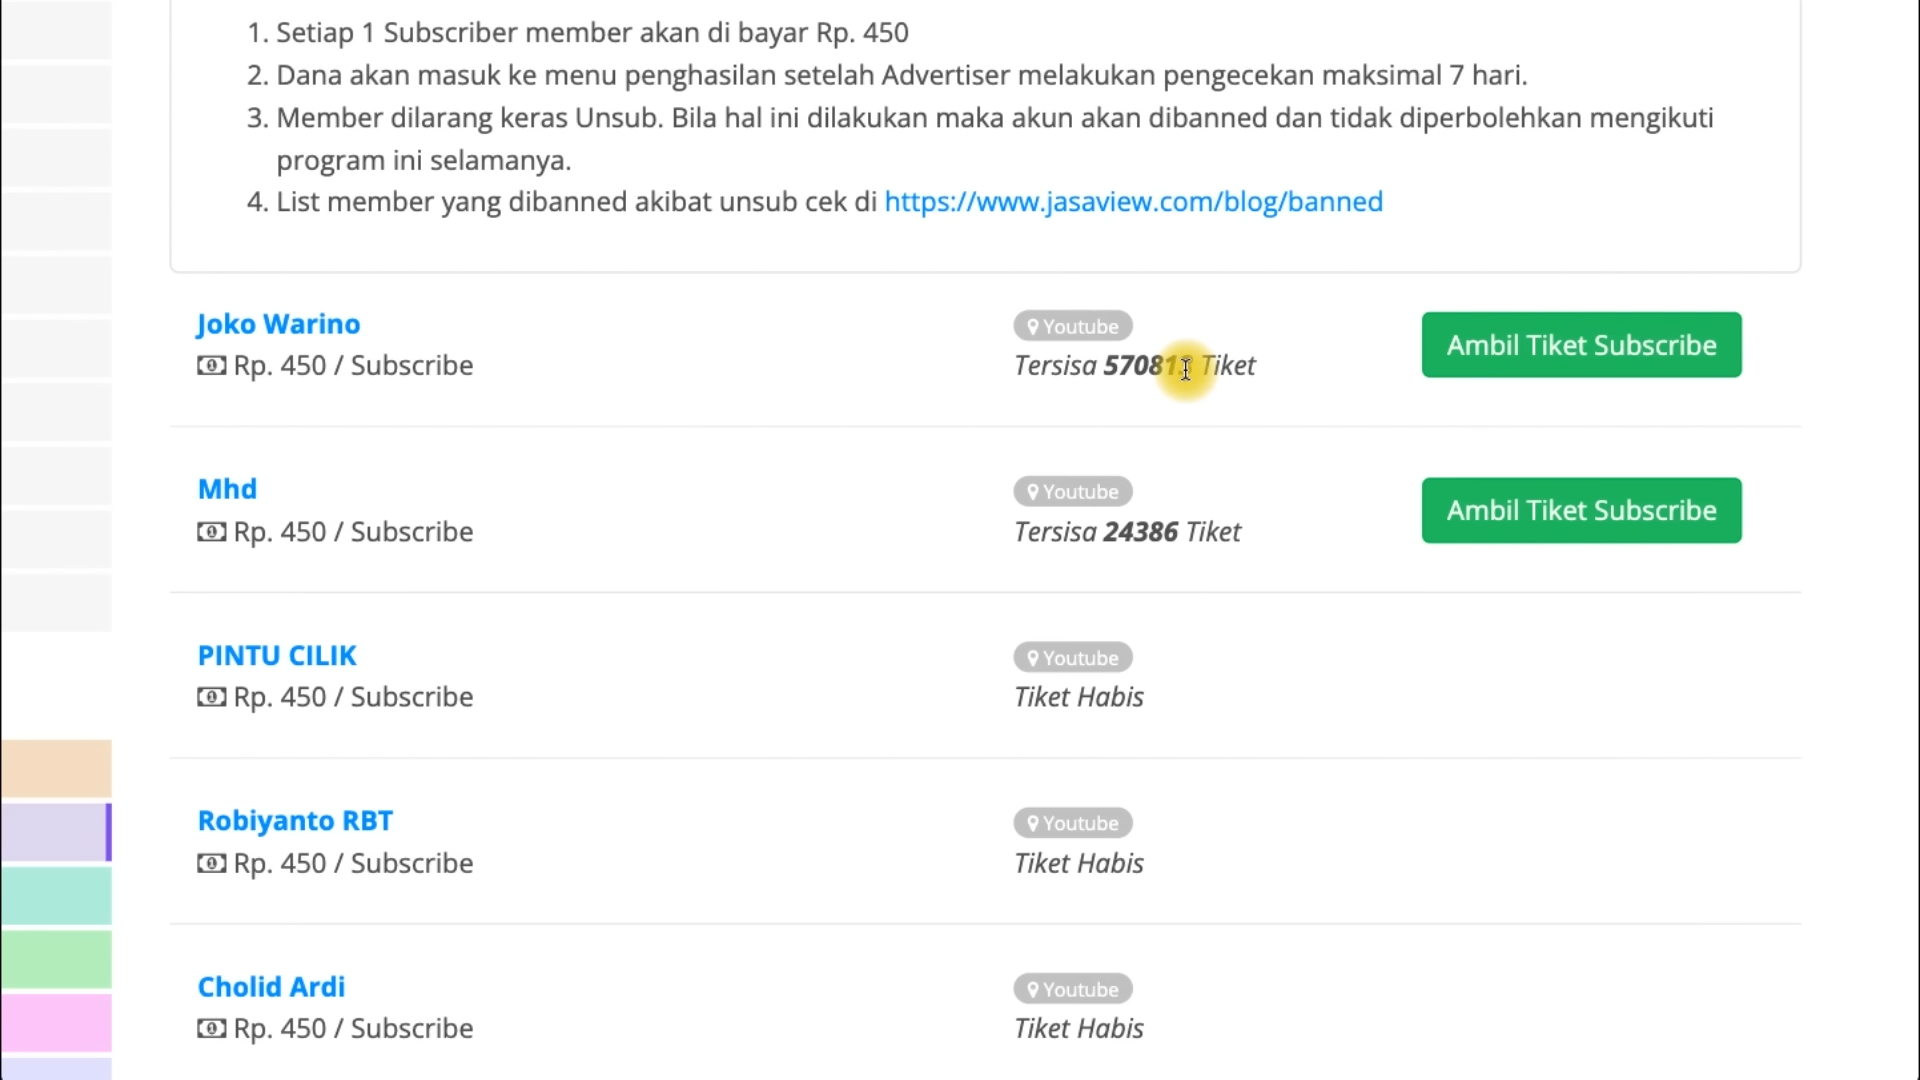 1. Setiap 1 Subscriber member akan di bayar Rp. 450
2. Dana akan masuk ke menu penghasilan setelah Advertiser melakukan pengecekan maksimal 7 hari.
3. Member dilarang keras Unsub. Bila hal ini dilakukan maka akun akan dibanned dan tidak diperbolehkan mengikuti
program ini selamanya.
4. List member yang dibanned akibat unsub cek di https://www.jasaview.com/blog/banned
Joko Warino
Youtube
Ambil Tiket Subscribe
Rp. 450 / Subscribe
Tersisa Tiket
Mhd
Youtube
Ambil Tiket Subscribe
Rp. 450 / Subscribe
Tersisa 24386 Tiket
PINTU CILIK
Youtube
Rp. 450 / Subscribe
Tiket Habis
Robiyanto RBT
Youtube
Rp. 450 / Subscribe
Tiket Habis
Cholid Ardi
Youtube
Rp. 450 / Subscribe
Tiket Habis